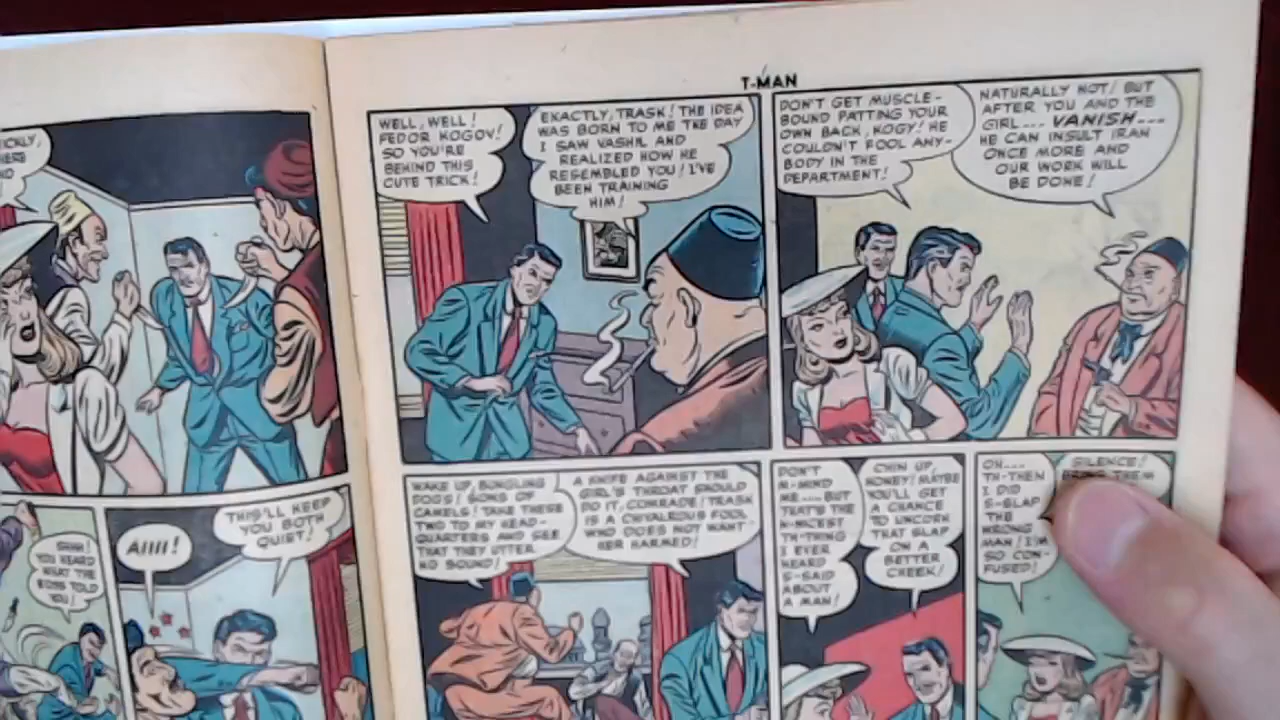 T-MAN
WELL, WELL!
FEDOR KOGOV!
SO YOU'RE
BEHIND THIS
CUTE TRICK!
EXACTLY, TRASK! THE IDEA
WAS BORN TO ME THE DAY
I SAW VASHIL AND
REALIZED HOW HE
RESEMBLED YOU! I'VE
BEEN TRAINING
HIM!
DON'T GET MUSCLE-
BOUND PATTING YOUR
OWN BACK, KOGY! HE
COULDN'T FOOL ANY-
BODY IN THE
DEPARTMENT!
NATURALLY NOT! BUT
AFTER YOU AND THE
GIRL... VANISH...
HE CAN INSULT IRAN
ONCE MORE AND
OUR WORK WILL
BE DONE!
WAKE UP, BUNGLING
DOGS! SONS OF
CAMELS! TAKE THESE
TWO TO MY HEAD-
QUARTERS AND SEE
THAT THEY UTTER
NO SOUND!
A KNIFE AGAINST THE
GIRL'S THROAT SHOULD
DO IT, COMRADE! TRASK
IS A CHIVALROUS FOOL
WHO DOES NOT WANT
HER HARMED!
DON'T
M-MIND
ME... BUT
THAT'S THE
N-NICEST
TH-THING
I EVER
HEARD
S-SAID
ABOUT
A MAN!
CHIN UP,
HONEY! MAYBE
YOU'LL GET
A CHANCE
TO UNCORK
THAT SLAP
ON A
BETTER
CHEEK!
OH...
TH-THEN
I DID
S-SLAP
THE
WRONG
MAN! I'M
SO CON-
FUSED!
SILENCE!
THEM
SHHH!
YOU HEARD
WHAT THE
BOSS TOLD
YOU!
AIIII!
THIS'LL KEEP
YOU BOTH
QUIET!